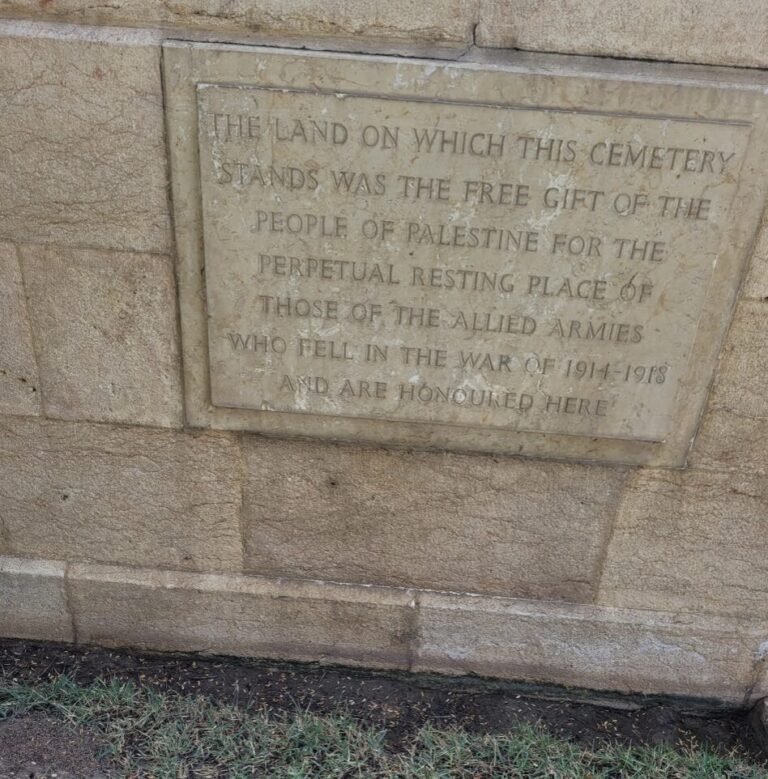 THE LAND ON WHICH THIS CEMETERY
STANDS WAS THE FREE GIFT OF THE
PEOPLE OF PALESTINE FOR THE
PERPETUAL RESTING PLACE OF
THOSE OF THE ALLIED ARMIES
WHO FELL IN THE WAR OF 1914-1918
AND ARE HONOURED HERE